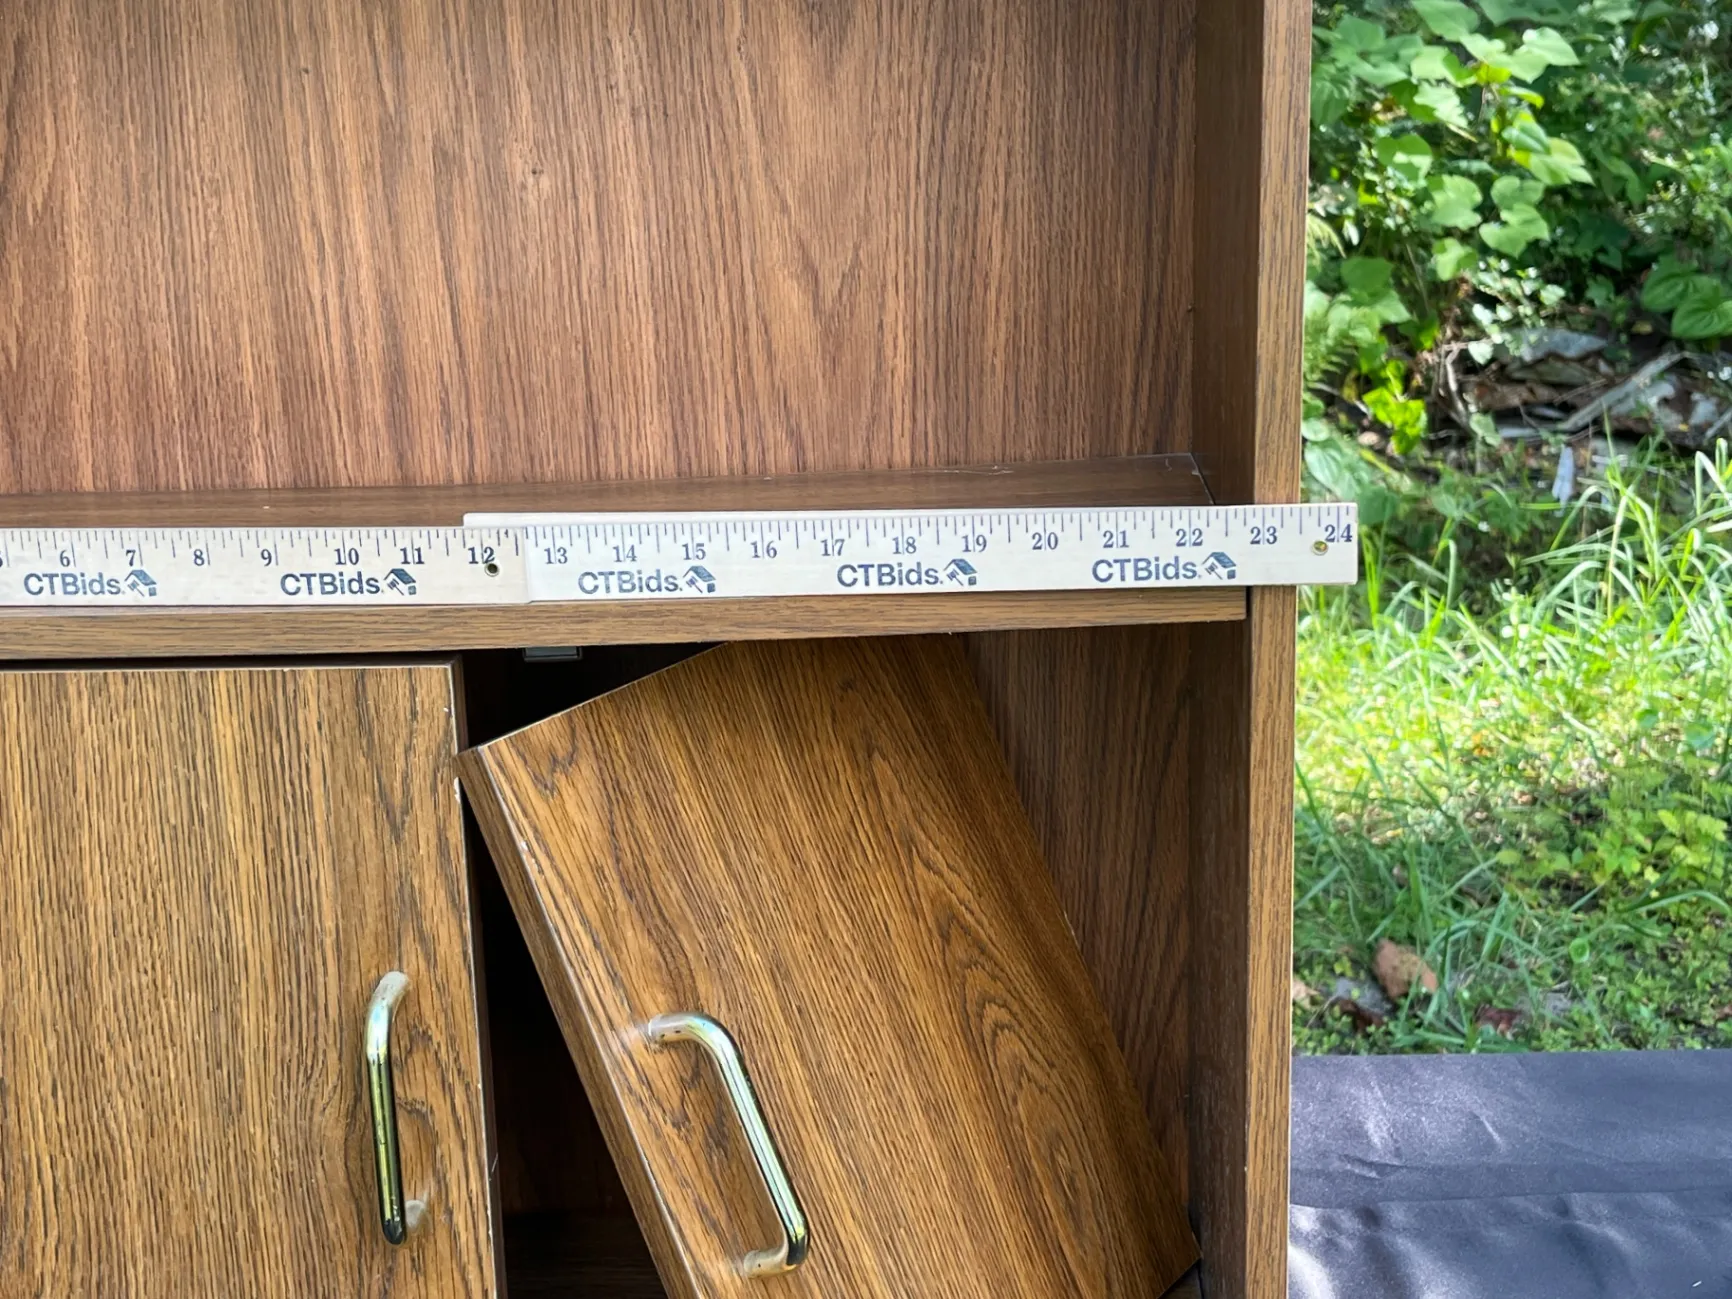 6 7 8 9 10 11 12 13 14 15 16 17 18 19 20 21 22 23 24
CTBids. CTBids. CTBids. CTBids. CTBids.